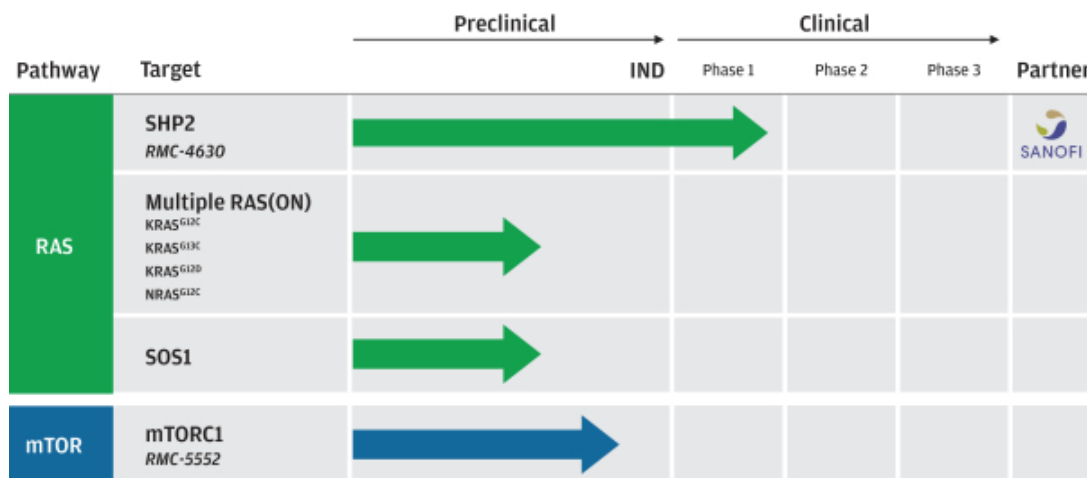 Preclinical Clinical
Pathway Target IND Phase 1 Phase 2 Phase 3 Partner
RAS
SHP2
RMC-4630
SANOFI
Multiple RAS(ON)
KRASG12C
KRASG13C
KRASG12D
NRASG12C
SOS1
mTOR
mTORC1
RMC-5552